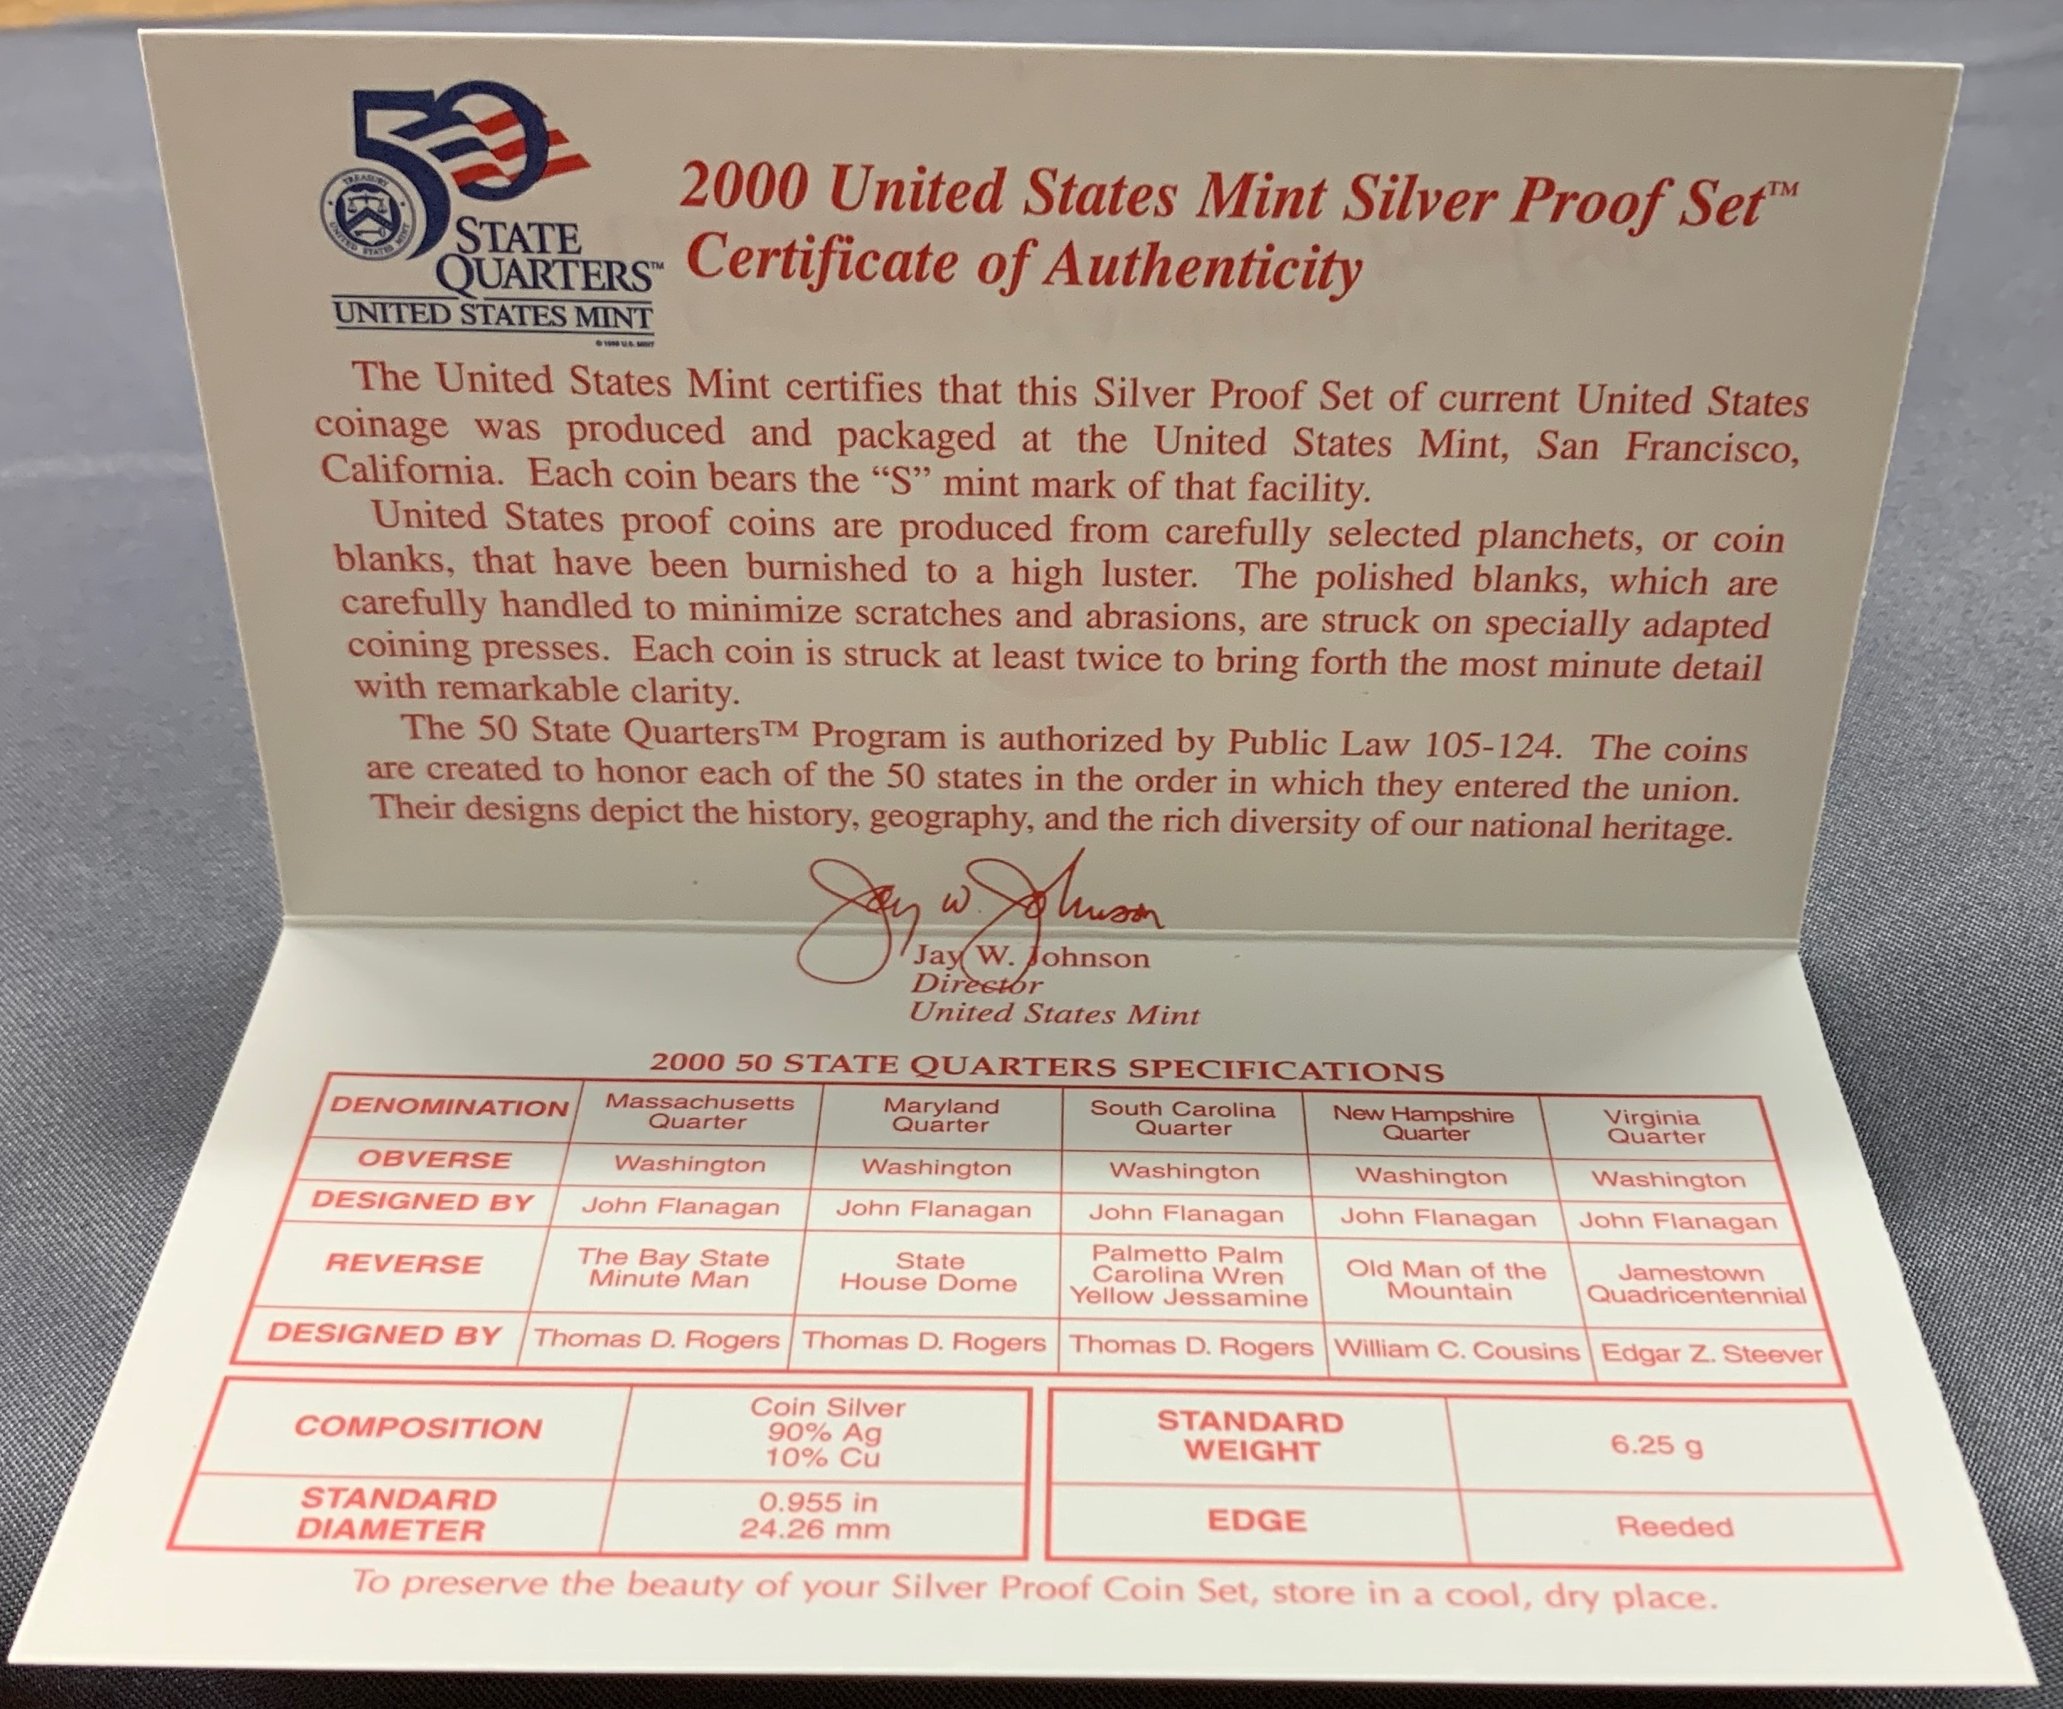 50
STATE
QUARTERS™
UNITED STATES MINT
2000 United States Mint Silver Proof Set™
Certificate of Authenticity
The United States Mint certifies that this Silver Proof Set of current United States
coinage was produced and packaged at the United States Mint, San Francisco,
California. Each coin bears the “S” mint mark of that facility.
United States proof coins are produced from carefully selected planchets, or coin
blanks, that have been burnished to a high luster. The polished blanks, which are
carefully handled to minimize scratches and abrasions, are struck on specially adapted
coining presses. Each coin is struck at least twice to bring forth the most minute detail
with remarkable clarity.
The 50 State Quarters™ Program is authorized by Public Law 105-124. The coins
are created to honor each of the 50 states in the order in which they entered the union.
Their designs depict the history, geography, and the rich diversity of our national heritage.
Jay W. Johnson
Jay W. Johnson
Director
United States Mint
2000 50 STATE QUARTERS SPECIFICATIONS
DENOMINATION Massachusetts Quarter Maryland Quarter South Carolina Quarter New Hampshire Quarter Virginia Quarter
OBVERSE Washington Washington Washington Washington Washington
DESIGNED BY John Flanagan John Flanagan John Flanagan John Flanagan John Flanagan
REVERSE The Bay State Minute Man State House Dome Palmetto Palm Carolina Wren Yellow Jessamine Old Man of the Mountain Jamestown Quadricentennial
DESIGNED BY Thomas D. Rogers Thomas D. Rogers Thomas D. Rogers William C. Cousins Edgar Z. Steever
COMPOSITION Coin Silver 90% Ag 10% Cu
STANDARD DIAMETER 0.955 in 24.26 mm
STANDARD WEIGHT 6.25 g
EDGE Reeded
To preserve the beauty of your Silver Proof Coin Set, store in a cool, dry place.